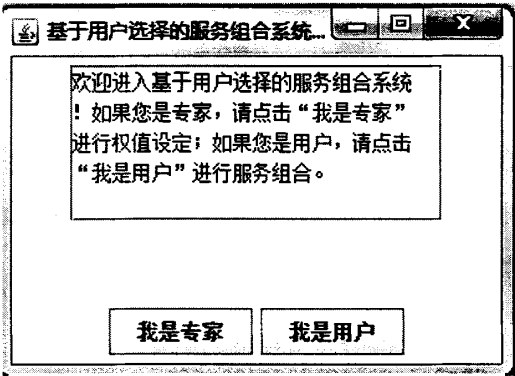 基于用户选择的服务组合系统...
欢迎进入基于用户选择的服务组合系统
！如果您是专家，请点击“我是专家”
进行权值设定；如果您是用户，请点击
“我是用户”进行服务组合。
我是专家
我是用户